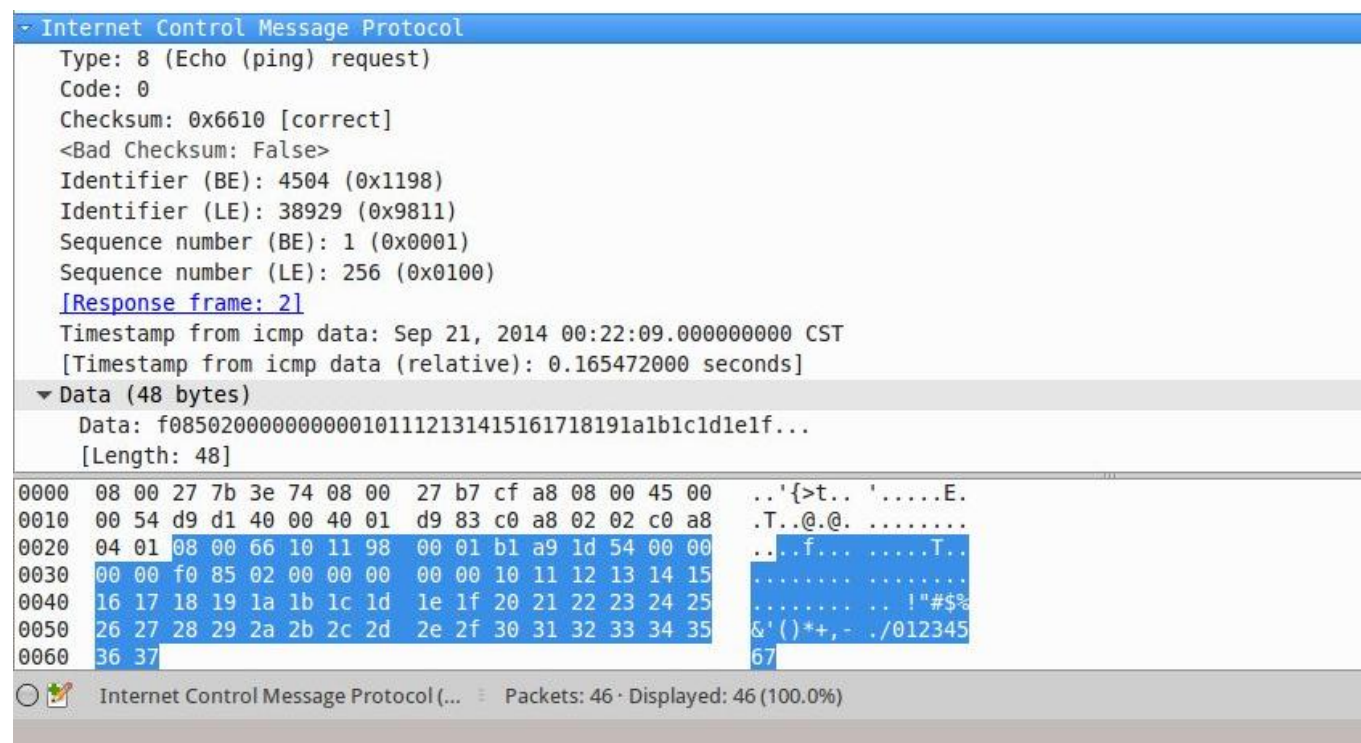 Internet Control Message Protocol
Type: 8 (Echo (ping) request)
Code: 0
Checksum: 0x6610 [correct]
<Bad Checksum: False>
Identifier (BE): 4504 (0x1198)
Identifier (LE): 38929 (0x9811)
Sequence number (BE): 1 (0x0001)
Sequence number (LE): 256 (0x0100)
[Response frame: 2]
Timestamp from icmp data: Sep 21, 2014 00:22:09.000000000 CST
[Timestamp from icmp data (relative): 0.165472000 seconds]
Data (48 bytes)
Data: f085020000000000101112131415161718191a1b1c1d1e1f...
[Length: 48]
0000 08 00 27 7b 3e 74 08 00 27 b7 cf a8 08 00 45 00 ..'{>t.. '.....E.
0010 00 54 d9 d1 40 00 40 01 d9 83 c0 a8 02 02 c0 a8 .T..@.@. ........
0020 04 01 08 00 66 10 11 98 00 01 b1 a9 1d 54 00 00 ....f... .....T..
0030 00 00 f0 85 02 00 00 00 00 00 10 11 12 13 14 15 ........ ........
0040 16 17 18 19 1a 1b 1c 1d 1e 1f 20 21 22 23 24 25 ........ .. !"#$%
0050 26 27 28 29 2a 2b 2c 2d 2e 2f 30 31 32 33 34 35 &'()*+,- ./012345
0060 36 37 67
Internet Control Message Protocol (... Packets: 46 · Displayed: 46 (100.0%)